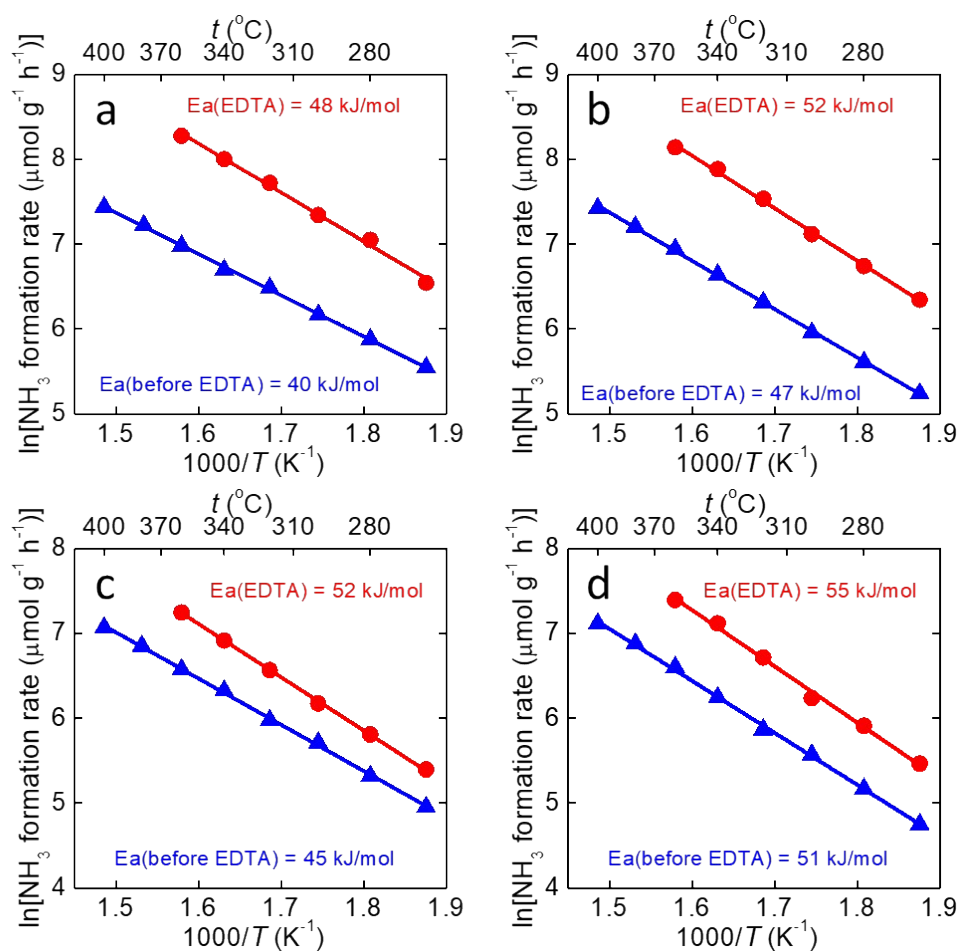 t (°C)
400 370 340 310 280
9
8
7
6
5
a
Ea(EDTA) = 48 kJ/mol
Ea(before EDTA) = 40 kJ/mol
ln[NH₃ formation rate (μmol g⁻¹ h⁻¹)]
1.5 1.6 1.7 1.8 1.9
1000/T (K⁻¹)
t (°C)
400 370 340 310 280
9
8
7
6
5
b
Ea(EDTA) = 52 kJ/mol
Ea(before EDTA) = 47 kJ/mol
ln[NH₃ formation rate (μmol g⁻¹ h⁻¹)]
1.5 1.6 1.7 1.8 1.9
1000/T (K⁻¹)
t (°C)
400 370 340 310 280
8
7
6
5
4
c
Ea(EDTA) = 52 kJ/mol
Ea(before EDTA) = 45 kJ/mol
ln[NH₃ formation rate (μmol g⁻¹ h⁻¹)]
1.5 1.6 1.7 1.8 1.9
1000/T (K⁻¹)
t (°C)
400 370 340 310 280
8
7
6
5
4
d
Ea(EDTA) = 55 kJ/mol
Ea(before EDTA) = 51 kJ/mol
ln[NH₃ formation rate (μmol g⁻¹ h⁻¹)]
1.5 1.6 1.7 1.8 1.9
1000/T (K⁻¹)